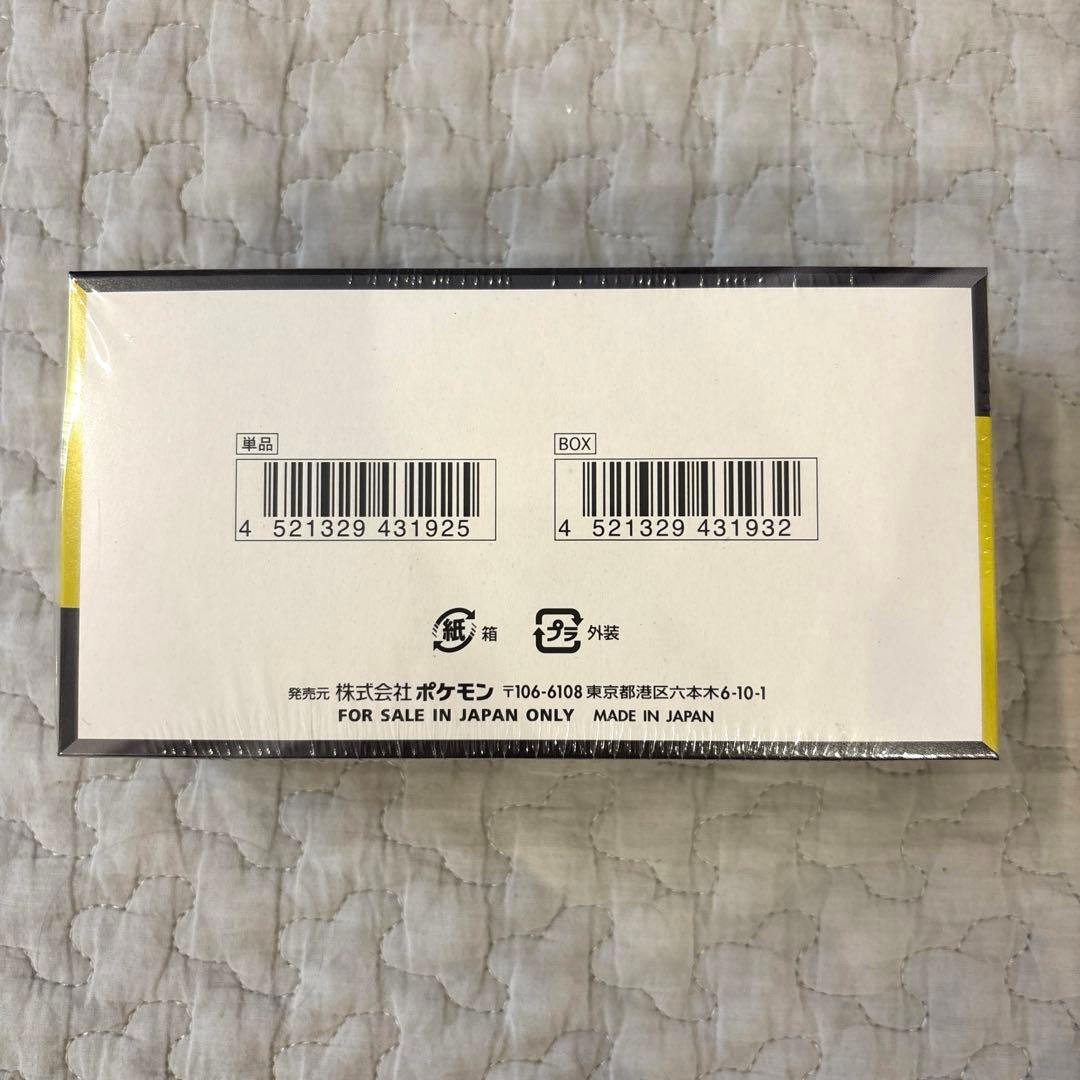 単品
4 521329 431925
BOX
4 521329 431932
紙 箱
プラ 外装
発売元 株式会社 ポケモン 〒106-6108 東京都港区六本木6-10-1
FOR SALE IN JAPAN ONLY MADE IN JAPAN